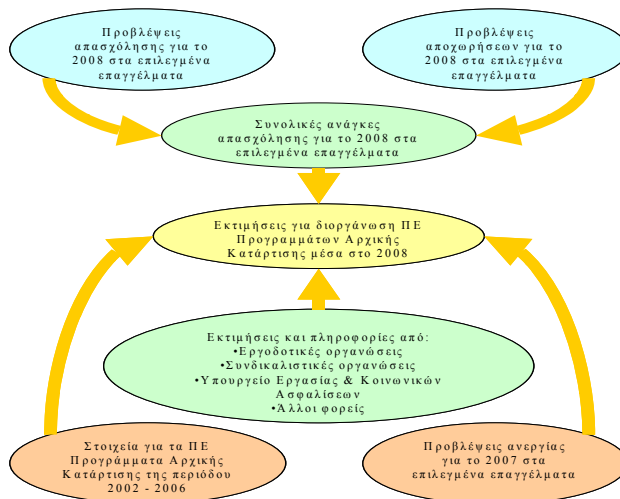 Προβλέψεις
απασχόλησης για το
2008 στα επιλεγμένα
επαγγέλματα
Προβλέψεις
αποχωρήσεων για το
2008 στα επιλεγμένα
επαγγέλματα
Συνολικές ανάγκες
απασχόλησης για το 2008 στα
επιλεγμένα επαγγέλματα
Εκτιμήσεις για διοργάνωση ΠΕ
Προγραμμάτων Αρχικής
Κατάρτισης μέσα στο 2008
Εκτιμήσεις και πληροφορίες από:
•Εργοδοτικές οργανώσεις
•Συνδικαλιστικές οργανώσεις
•Υπουργείο Εργασίας & Κοινωνικών
Ασφαλίσεων
•Άλλοι φορείς
Στοιχεία για τα ΠΕ
Προγράμματα Αρχικής
Κατάρτισης της περιόδου
2002 - 2006
Προβλέψεις ανεργίας
για το 2007 στα
επιλεγμένα επαγγέλματα